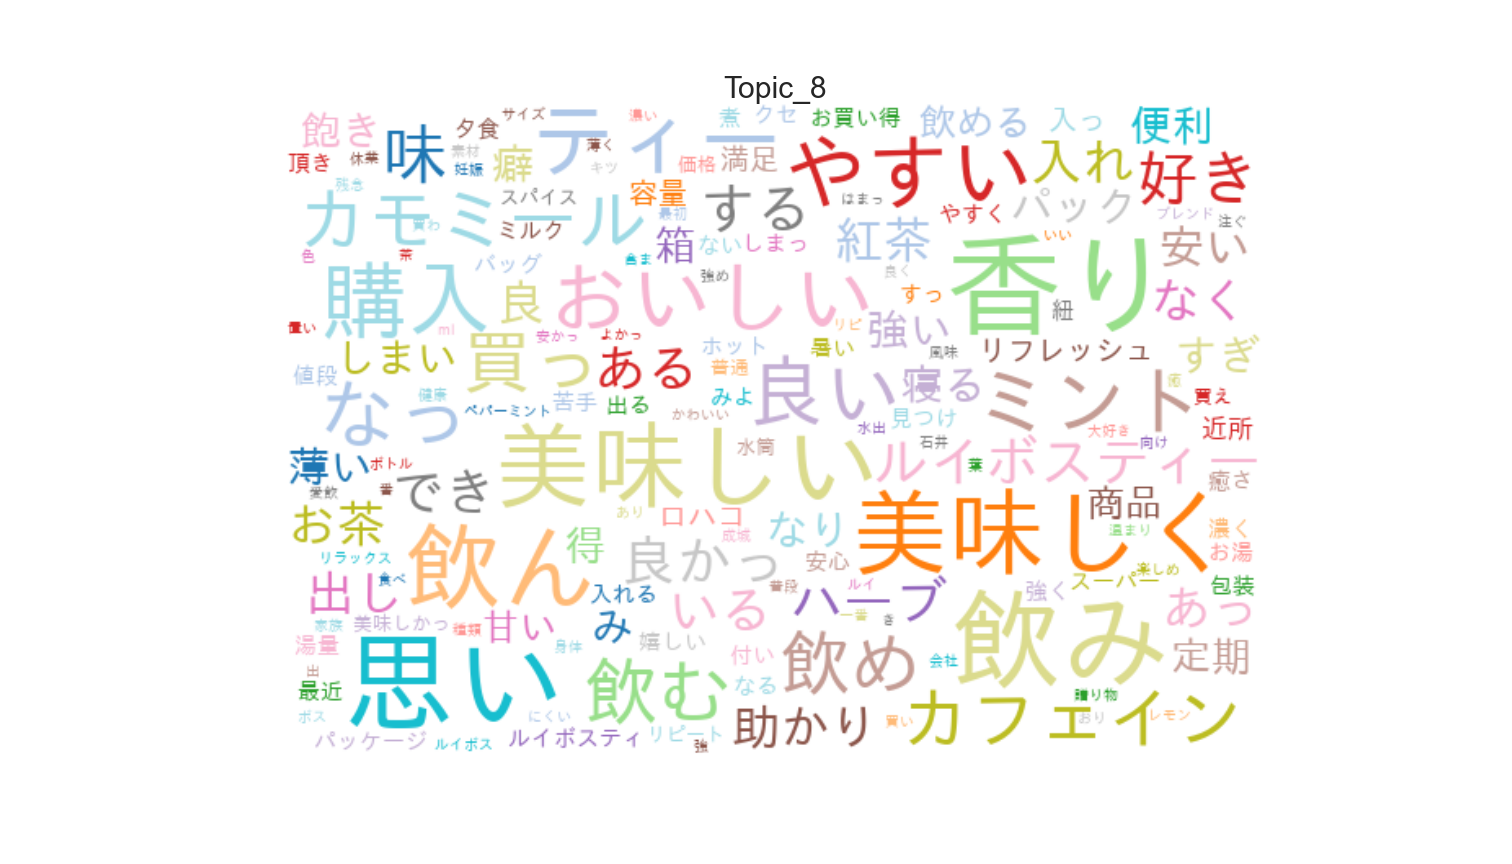 Topic_8
飽き
味
夕食
サイズ
ティー
濃い
煮
クセ
お買い得
飲める
入っ
便利
頂き
休業
素材
妊娠
癖
薄く
キツ
価格
満足
やすい
入れ
好き
残念
カモミール
買わ
スパイス
ミルク
容量
最初
する
はまっ
やすく
パック
ブレンド
注ぐ
色
茶
バッグ
含ま
箱
ない
しまっ
紅茶
いい
安い
購入
ml
良
おいしい
強め
良く
すっ
香り
紐
なく
しまい
買っ
安かっ
よかっ
ある
ホット
普通
暑い
リピ
強い
風味
リフレッシュ
すぎ
値段
なっ
健康
ペパーミント
苦手
出る
みよ
かわいい
良い
寝る
見つけ
ミント
癒
買え
近所
薄い
ボトル
愛飲
番
でき
美味しい
水筒
水出
石井
ルイボスティー
葉
大好き
向け
癒さ
お茶
飲ん
得
あり
ロハコ
成城
良かっ
なり
安心
美味しく
商品
温まり
濃く
お湯
リラックス
出し
食べ
入れる
いる
普段
ハーブ
ルイ
一番
き
強く
スーパー
楽しめ
包装
あっ
家族
美味しかっ
種類
甘い
み
嬉しい
身体
湯量
出
最近
思い
飲む
付い
なる
飲め
会社
飲み
定期
ボス
にくい
パッケージ
ルイボス
ルイボスティ
リピート
強
助かり
買い
カフェイン
贈り物
おり
レモン